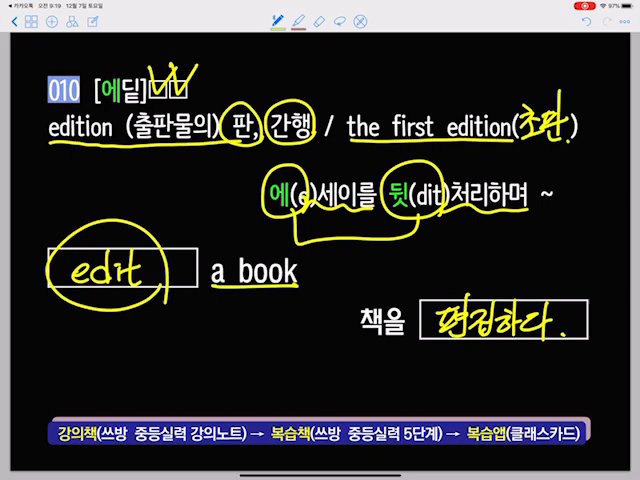 카카오톡 오전 9:19 12월 7일 토요일 97%
010 [에딭]
edition (출판물의) 판, 간행 / the first edition(초판.)
에(e)세이를 뒷(dit)처리하며 ~
edit a book
책을 편집하다.
강의책(쓰방 중등실력 강의노트) → 복습책(쓰방 중등실력 5단계) → 복습앱(클래스카드)